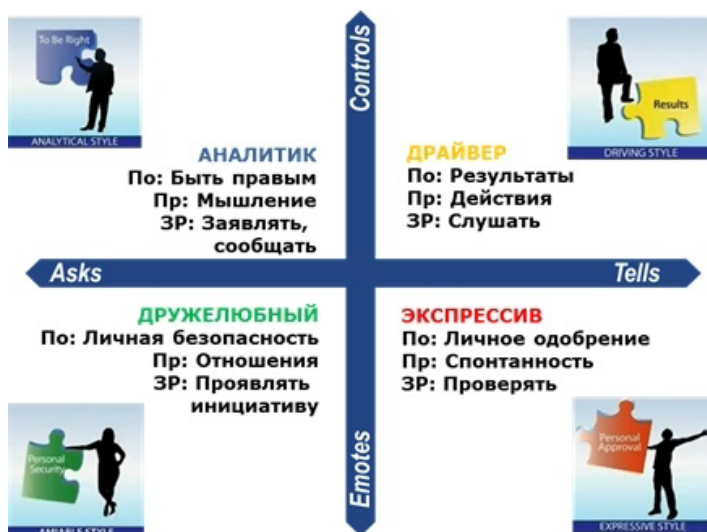 To Be Right
ANALYTICAL STYLE
Controls
Results
DRIVING STYLE
АНАЛИТИК
По: Быть правым
Пр: Мышление
ЗР: Заявлять,
сообщать
ДРАЙВЕР
По: Результаты
Пр: Действия
ЗР: Слушать
Asks
Tells
ДРУЖЕЛЮБНЫЙ
По: Личная безопасность
Пр: Отношения
ЗР: Проявлять
инициативу
ЭКСПРЕССИВ
По: Личное одобрение
Пр: Спонтанность
ЗР: Проверять
Personal
Security
AMIABLE STYLE
Emotes
Personal
Approval
EXPRESSIVE STYLE